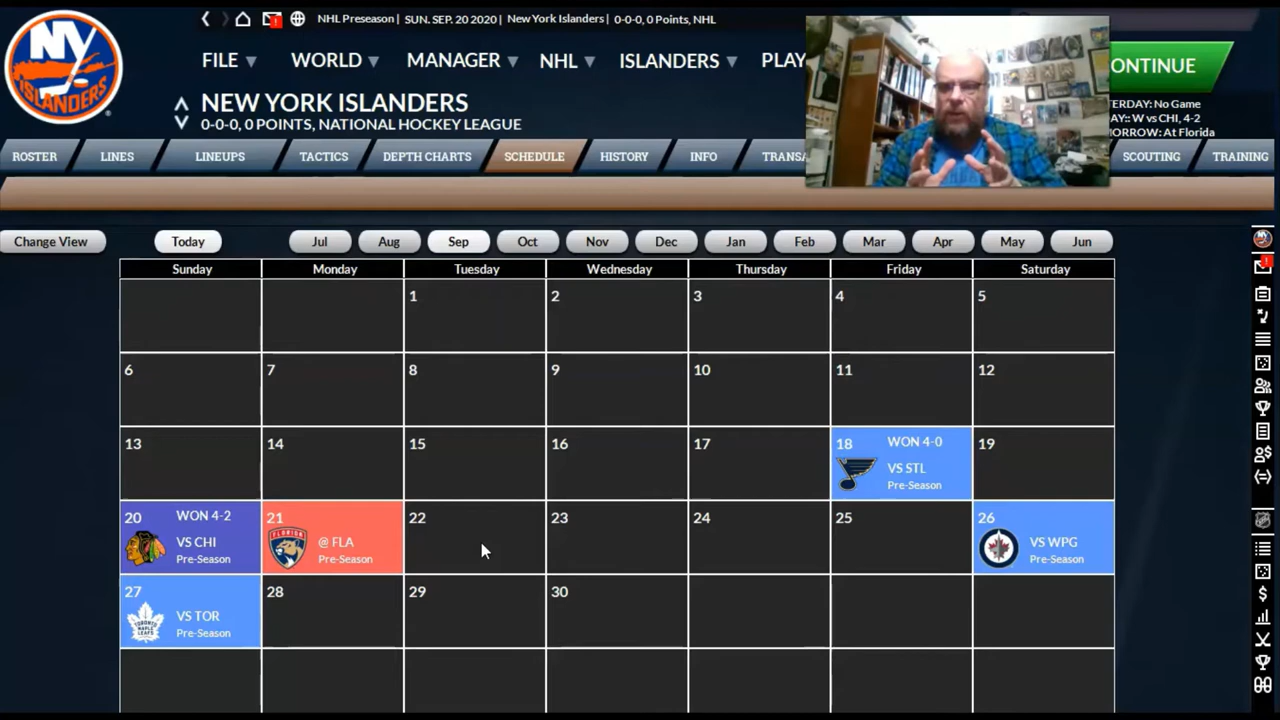 NHL Preseason | SUN. SEP. 20 2020 | New York Islanders | 0-0-0, 0 Points, NHL
NY
ISLANDERS
FILE WORLD MANAGER NHL ISLANDERS PLAY
ONTINUE
NEW YORK ISLANDERS
0-0-0, 0 POINTS, NATIONAL HOCKEY LEAGUE
TERDAY: No Game
AY:: W vs CHI, 4-2
MORROW: At Florida
ROSTER LINES LINEUPS TACTICS DEPTH CHARTS SCHEDULE HISTORY INFO TRANSA SCOUTING TRAINING
Change View Today Jul Aug Sep Oct Nov Dec Jan Feb Mar Apr May Jun
Sunday Monday Tuesday Wednesday Thursday Friday Saturday
1 2 3 4 5
6 7 8 9 10 11 12
13 14 15 16 17 18 WON 4-0 19
VS STL
Pre-Season
20 WON 4-2 21 22 23 24 25 26
VS CHI @ FLA VS WPG
Pre-Season Pre-Season Pre-Season
27 28 29 30
VS TOR
Pre-Season